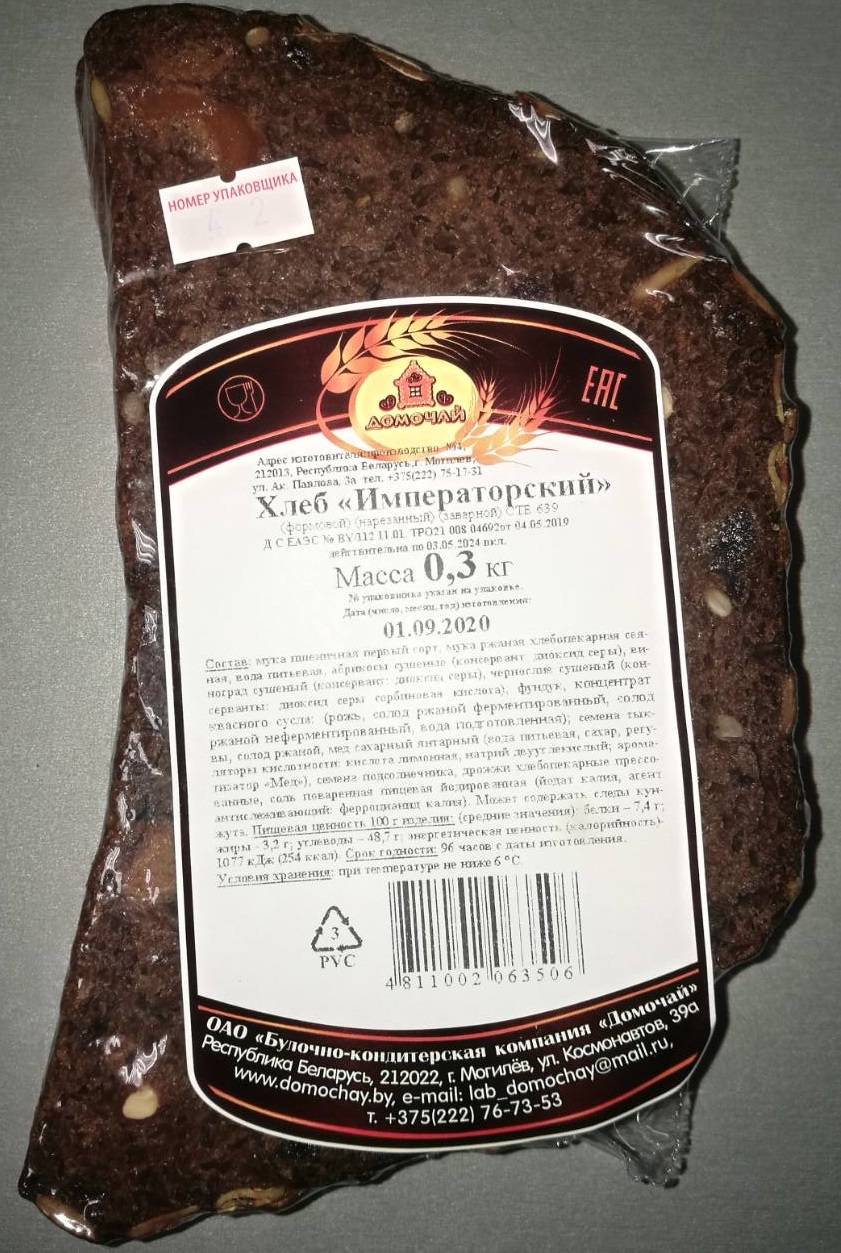 НОМЕР УПАКОВЩИКА
4 2
ДОМОЧАЙ
ЕАС
Адрес изготовителя: производство №4,
212013, Республика Беларусь, г. Могилев,
ул. Ак. Павлова, 3а тел. +375(222) 75-17-31
Хлеб «Императорский»
(формовой) (нарезанный) (заварной) СТБ 639
Д С ЕАЭС № BY/112 11.01. ТР021 008 04692от 04.05.2019
действительна по 03.05.2024 вкл.
Масса 0,3 кг
№ упаковщика указан на упаковке.
Дата (число, месяц, год) изготовления:
01.09.2020
Состав: мука пшеничная первый сорт, мука ржаная хлебопекарная сея-
ная, вода питьевая, абрикосы сушеные (консервант: диоксид серы), ви-
ноград сушеный (консервант: диоксид серы), чернослив сушеный (кон-
серванты: диоксид серы сорбиновая кислота), фундук, концентрат
квасного сусла: (рожь, солод ржаной ферментированный, солод
ржаной неферментированный, вода подготовленная); семена тык-
вы, солод ржаной, мед сахарный янтарный (вода питьевая, сахар, регу-
ляторы кислотности: кислота лимонная, натрий двууглекислый; арома-
тизатор «Мед»), семена подсолнечника, дрожжи хлебопекарные прессо-
ванные, соль поваренная пищевая йодированная (йодат калия, агент
антислеживающий: ферроцианид калия). Может содержать следы кун-
жута. Пищевая ценность 100 г изделия: (средние значения): белки – 7,4 г;
жиры - 3,2 г; углеводы – 48,7 г; энергетическая ценность (калорийность)-
1077 кДж (254 ккал). Срок годности: 96 часов с даты изготовления.
Условия хранения: при температуре не ниже 6 °С.
3
PVC
4 811002 063506
ОАО «Булочно-кондитерская компания «Домочай»
Республика Беларусь, 212022, г. Могилёв, ул. Космонавтов, 39а
www.domochay.by, e-mail: lab_domochay@mail.ru,
т. +375(222) 76-73-53